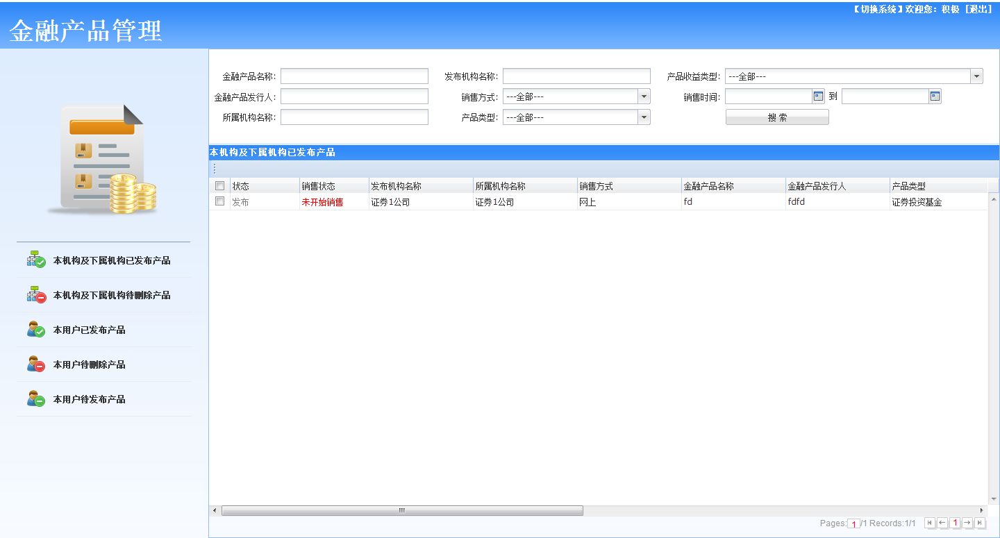 【切换系统】欢迎您：积极 [退出]
金融产品管理
金融产品名称： 发布机构名称： 产品收益类型： ---全部---
金融产品发行人： 销售方式： ---全部--- 销售时间： 到
所属机构名称： 产品类型： ---全部--- 搜 索
本机构及下属机构已发布产品
状态 销售状态 发布机构名称 所属机构名称 销售方式 金融产品名称 金融产品发行人 产品类型
发布 未开始销售 证券1公司 证券1公司 网上 fd fdfd 证券投资基金
本机构及下属机构已发布产品
本机构及下属机构待删除产品
本用户已发布产品
本用户待删除产品
本用户待发布产品
Pages: 1 /1 Records:1/1 1